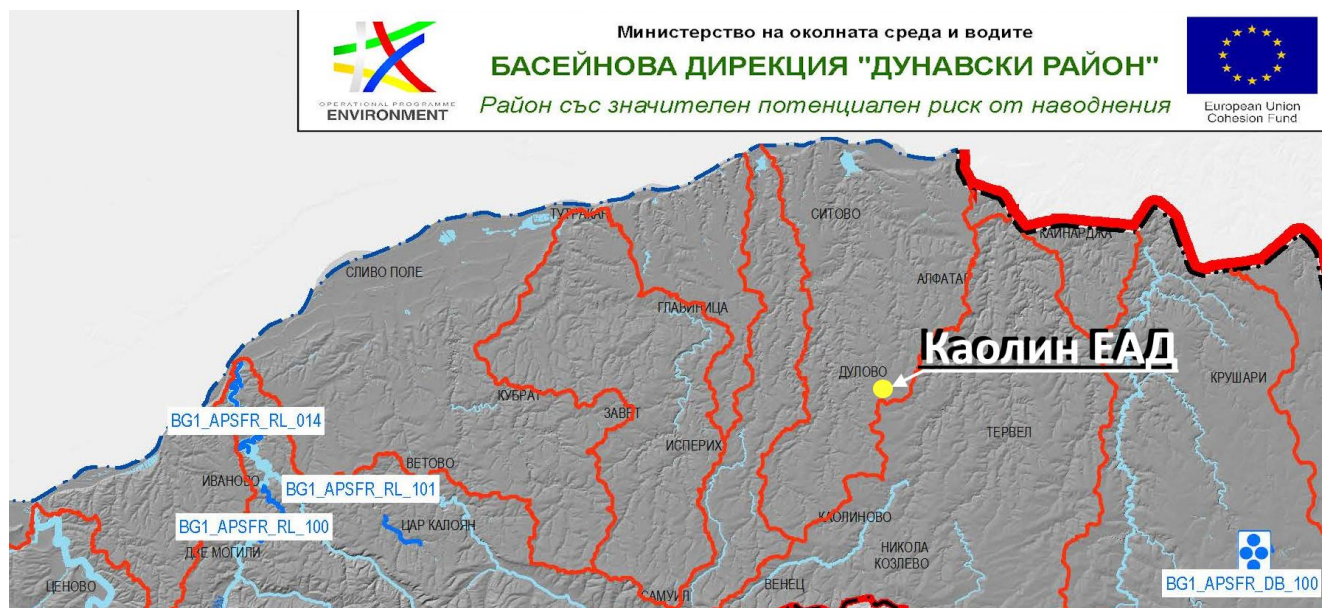 Министерство на околната среда и водите
БАСЕЙНОВА ДИРЕКЦИЯ "ДУНАВСКИ РАЙОН"
Район със значителен потенциален риск от наводнения
OPERATIONAL PROGRAMME
ENVIRONMENT
European Union
Cohesion Fund
ТУТРАКАН
СИТОВО
КАЙНАРДЖА
СЛИВО ПОЛЕ
АЛФАТАР
ГЛАВИНИЦА
Каолин ЕАД
ДУЛОВО
КРУШАРИ
КУБРАТ
ЗАВЕТ
BG1_APSFR_RL_014
ИСПЕРИХ
ТЕРВЕЛ
ВЕТОВО
ИВАНОВО
BG1_APSFR_RL_101
КАОЛИНОВО
BG1_APSFR_RL_100
ЦАР КАЛОЯН
ДВЕ МОГИЛИ
НИКОЛА
КОЗЛЕВО
ЦЕНОВО
ВЕНЕЦ
BG1_APSFR_DB_100
САМУИЛ